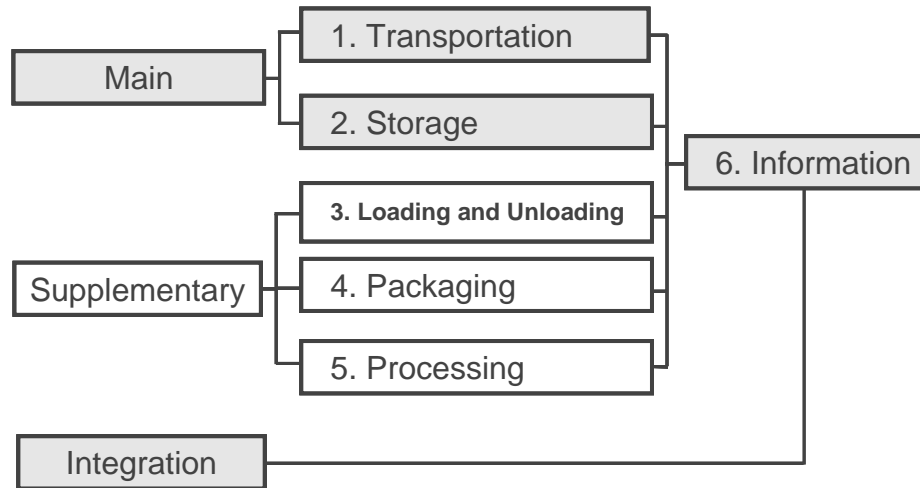 1. Transportation
Main
2. Storage
6. Information
3. Loading and Unloading
Supplementary
4. Packaging
5. Processing
Integration